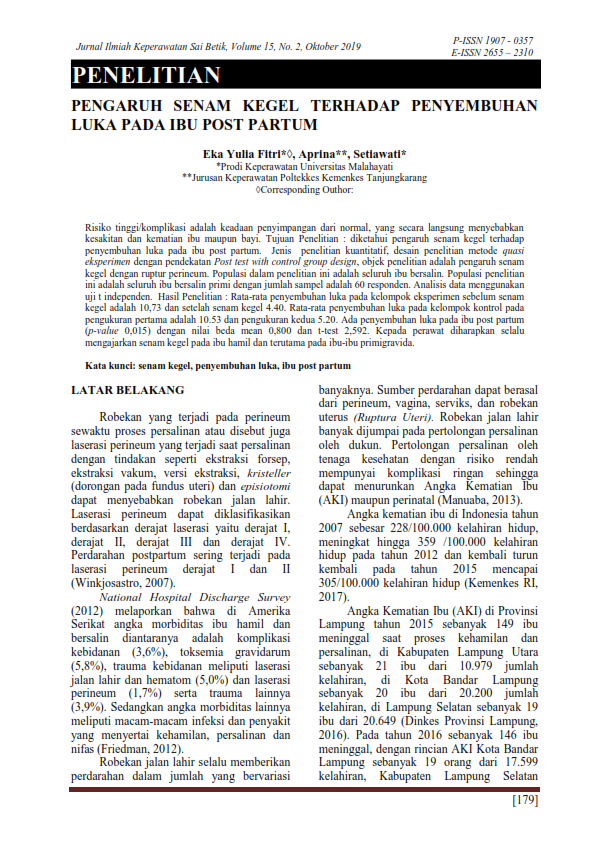 Jurnal Ilmiah Keperawatan Sai Betik, Volume 15, No. 2, Oktober 2019
P-ISSN 1907 - 0357
E-ISSN 2655 – 2310
PENELITIAN
PENGARUH SENAM KEGEL TERHADAP PENYEMBUHAN
LUKA PADA IBU POST PARTUM
Eka Yulia Fitri*◊, Aprina**, Setiawati*
*Prodi Keperawatan Universitas Malahayati
**Jurusan Keperawatan Poltekkes Kemenkes Tanjungkarang
◊Corresponding Outhor:
Risiko tinggi/komplikasi adalah keadaan penyimpangan dari normal, yang secara langsung menyebabkan
kesakitan dan kematian ibu maupun bayi. Tujuan Penelitian : diketahui pengaruh senam kegel terhadap
penyembuhan luka pada ibu post partum. Jenis penelitian kuantitatif, desain penelitian metode quasi
eksperimen dengan pendekatan Post test with control group design, objek penelitian adalah pengaruh senam
kegel dengan ruptur perineum. Populasi dalam penelitian ini adalah seluruh ibu bersalin. Populasi penelitian
ini adalah seluruh ibu bersalin primi dengan jumlah sampel adalah 60 responden. Analisis data menggunakan
uji t independen. Hasil Penelitian : Rata-rata penyembuhan luka pada kelompok eksperimen sebelum senam
kegel adalah 10,73 dan setelah senam kegel 4.40. Rata-rata penyembuhan luka pada kelompok kontrol pada
pengukuran pertama adalah 10.53 dan pengukuran kedua 5.20. Ada penyembuhan luka pada ibu post partum
(p-value 0,015) dengan nilai beda mean 0,800 dan t-test 2,592. Kepada perawat diharapkan selalu
mengajarkan senam kegel pada ibu hamil dan terutama pada ibu-ibu primigravida.
Kata kunci: senam kegel, penyembuhan luka, ibu post partum
LATAR BELAKANG
Robekan yang terjadi pada perineum
sewaktu proses persalinan atau disebut juga
laserasi perineum yang terjadi saat persalinan
dengan tindakan seperti ekstraksi forsep,
ekstraksi vakum, versi ekstraksi, kristeller
(dorongan pada fundus uteri) dan episiotomi
dapat menyebabkan robekan jalan lahir.
Laserasi perineum dapat diklasifikasikan
berdasarkan derajat laserasi yaitu derajat I,
derajat II, derajat III dan derajat IV.
Perdarahan postpartum sering terjadi pada
laserasi perineum derajat I dan II
(Winkjosastro, 2007).
National Hospital Discharge Survey
(2012) melaporkan bahwa di Amerika
Serikat angka morbiditas ibu hamil dan
bersalin diantaranya adalah komplikasi
kebidanan (3,6%), toksemia gravidarum
(5,8%), trauma kebidanan meliputi laserasi
jalan lahir dan hematom (5,0%) dan laserasi
perineum (1,7%) serta trauma lainnya
(3,9%). Sedangkan angka morbiditas lainnya
meliputi macam-macam infeksi dan penyakit
yang menyertai kehamilan, persalinan dan
nifas (Friedman, 2012).
Robekan jalan lahir selalu memberikan
perdarahan dalam jumlah yang bervariasi
banyaknya. Sumber perdarahan dapat berasal
dari perineum, vagina, serviks, dan robekan
uterus (Ruptura Uteri). Robekan jalan lahir
banyak dijumpai pada pertolongan persalinan
oleh dukun. Pertolongan persalinan oleh
tenaga kesehatan dengan risiko rendah
mempunyai komplikasi ringan sehingga
dapat menurunkan Angka Kematian Ibu
(AKI) maupun perinatal (Manuaba, 2013).
Angka kematian ibu di Indonesia tahun
2007 sebesar 228/100.000 kelahiran hidup,
meningkat hingga 359 /100.000 kelahiran
hidup pada tahun 2012 dan kembali turun
kembali pada tahun 2015 mencapai
305/100.000 kelahiran hidup (Kemenkes RI,
2017).
Angka Kematian Ibu (AKI) di Provinsi
Lampung tahun 2015 sebanyak 149 ibu
meninggal saat proses kehamilan dan
persalinan, di Kabupaten Lampung Utara
sebanyak 21 ibu dari 10.979 jumlah
kelahiran, di Kota Bandar Lampung
sebanyak 20 ibu dari 20.200 jumlah
kelahiran, di Lampung Selatan sebanyak 19
ibu dari 20.649 (Dinkes Provinsi Lampung,
2016). Pada tahun 2016 sebanyak 146 ibu
meninggal, dengan rincian AKI Kota Bandar
Lampung sebanyak 19 orang dari 17.599
kelahiran, Kabupaten Lampung Selatan
[179]